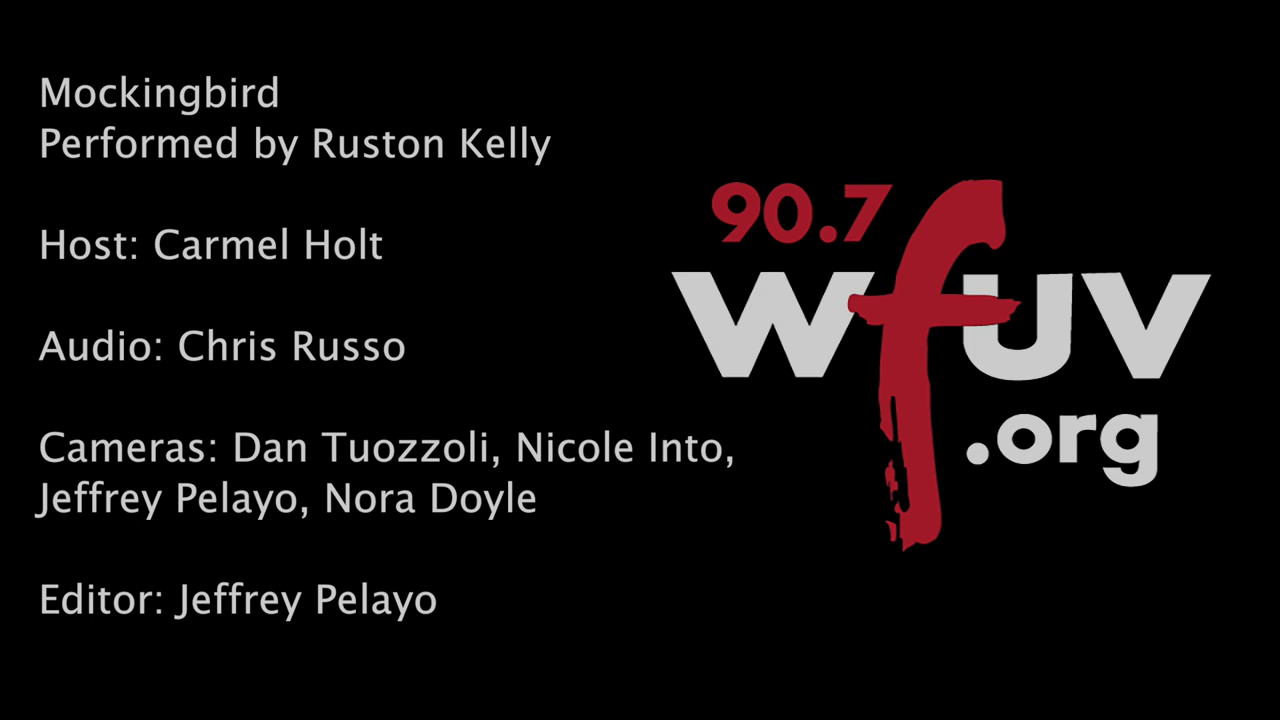 Mockingbird
Performed by Ruston Kelly
Host: Carmel Holt
Audio: Chris Russo
Cameras: Dan Tuozzoli, Nicole Into,
Jeffrey Pelayo, Nora Doyle
Editor: Jeffrey Pelayo
90.7
wfuv
.org